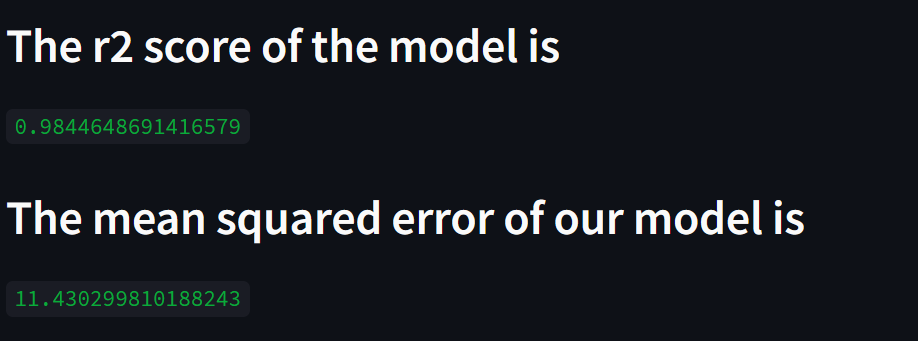 The r2 score of the model is
0.9844648691416579
The mean squared error of our model is
11.430299810188243